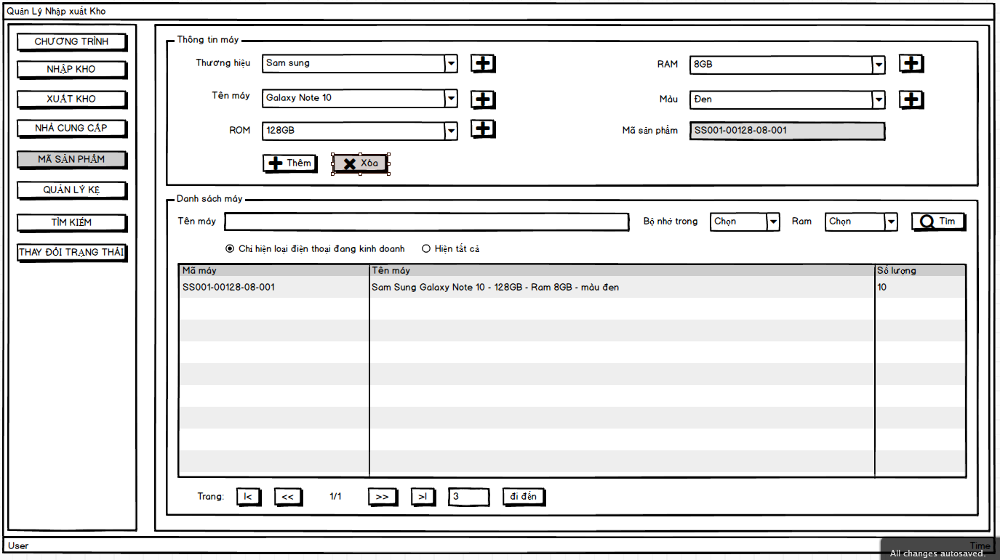 Quản Lý Nhập xuất Kho
CHƯƠNG TRÌNH
NHẬP KHO
XUẤT KHO
NHÀ CUNG CẤP
MÃ SẢN PHẨM
QUẢN LÝ KỆ
TÌM KIẾM
THAY ĐỔI TRẠNG THÁI
Thông tin máy
Thương hiệu Sam sung RAM 8GB
Tên máy Galaxy Note 10 Màu Đen
ROM 128GB Mã sản phẩm SS001-00128-08-001
Thêm Xóa
Danh sách máy
Tên máy Bộ nhớ trong Chọn Ram Chọn Tìm
Chỉ hiện loại điện thoại đang kinh doanh Hiện tất cả
Mã máy Tên máy Số lượng
SS001-00128-08-001 Sam Sung Galaxy Note 10 - 128GB - Ram 8GB - màu đen 10
Trang: |< << 1/1 >> >| 3 đi đến
User Time
All changes autosaved.